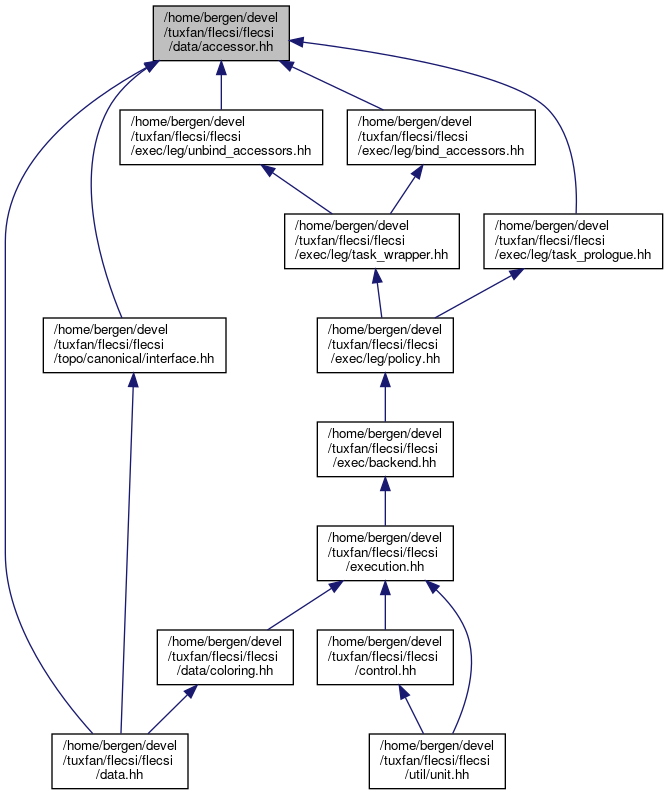 /home/bergen/devel
/tuxfan/flecsi/flecsi
/data/accessor.hh
/home/bergen/devel
/tuxfan/flecsi/flecsi
/exec/leg/unbind_accessors.hh
/home/bergen/devel
/tuxfan/flecsi/flecsi
/exec/leg/bind_accessors.hh
/home/bergen/devel
/tuxfan/flecsi/flecsi
/exec/leg/task_wrapper.hh
/home/bergen/devel
/tuxfan/flecsi/flecsi
/exec/leg/task_prologue.hh
/home/bergen/devel
/tuxfan/flecsi/flecsi
/topo/canonical/interface.hh
/home/bergen/devel
/tuxfan/flecsi/flecsi
/exec/leg/policy.hh
/home/bergen/devel
/tuxfan/flecsi/flecsi
/exec/backend.hh
/home/bergen/devel
/tuxfan/flecsi/flecsi
/execution.hh
/home/bergen/devel
/tuxfan/flecsi/flecsi
/data/coloring.hh
/home/bergen/devel
/tuxfan/flecsi/flecsi
/control.hh
/home/bergen/devel
/tuxfan/flecsi/flecsi
/data.hh
/home/bergen/devel
/tuxfan/flecsi/flecsi
/util/unit.hh